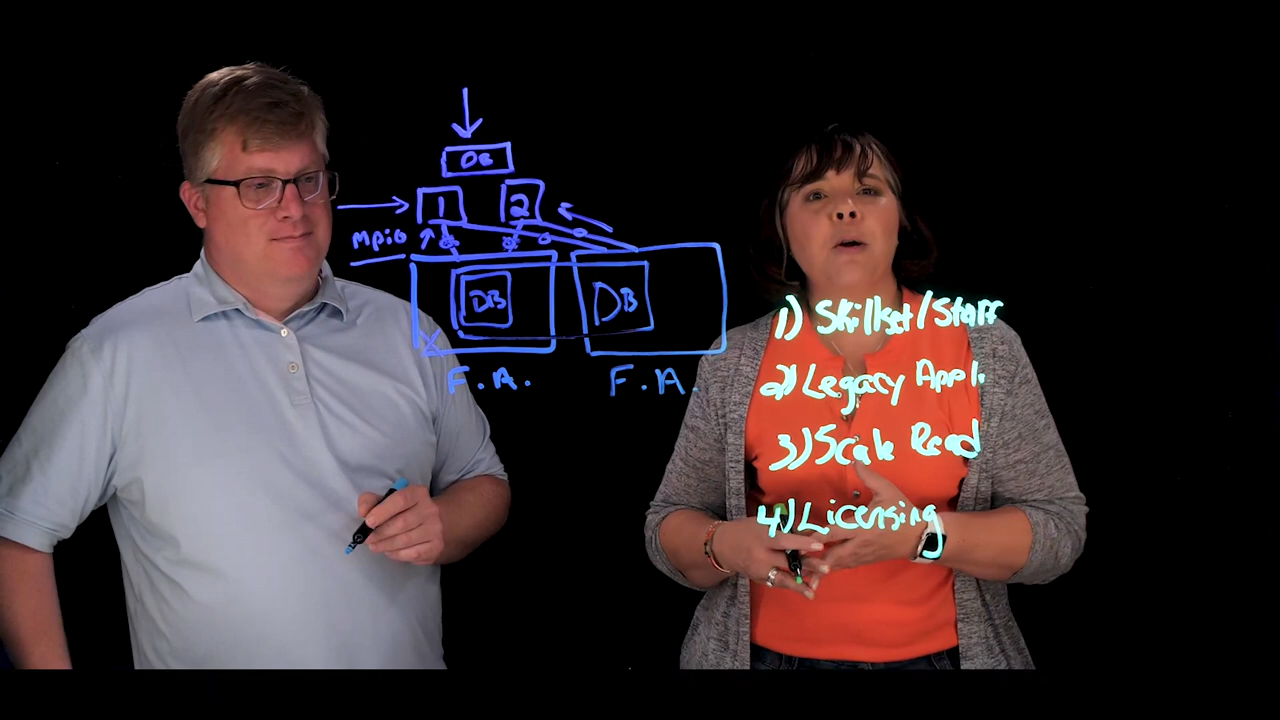 DB
1 2
MPIO
DB DB
F.A. F.A.
1) Skillset/Staff
2) Legacy Appl.
3) Scale Read
4) Licensing